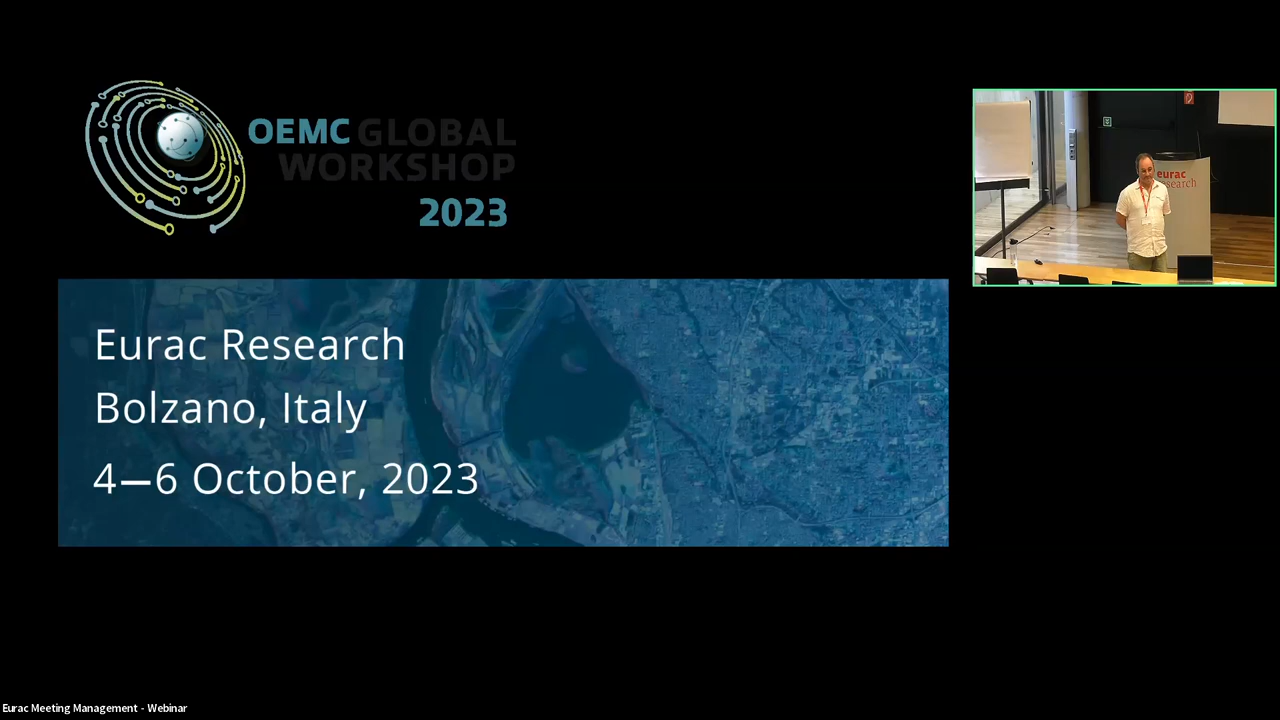 OEMC GLOBAL
WORKSHOP
2023
eurac
research
Eurac Research
Bolzano, Italy
4—6 October, 2023
Eurac Meeting Management - Webinar